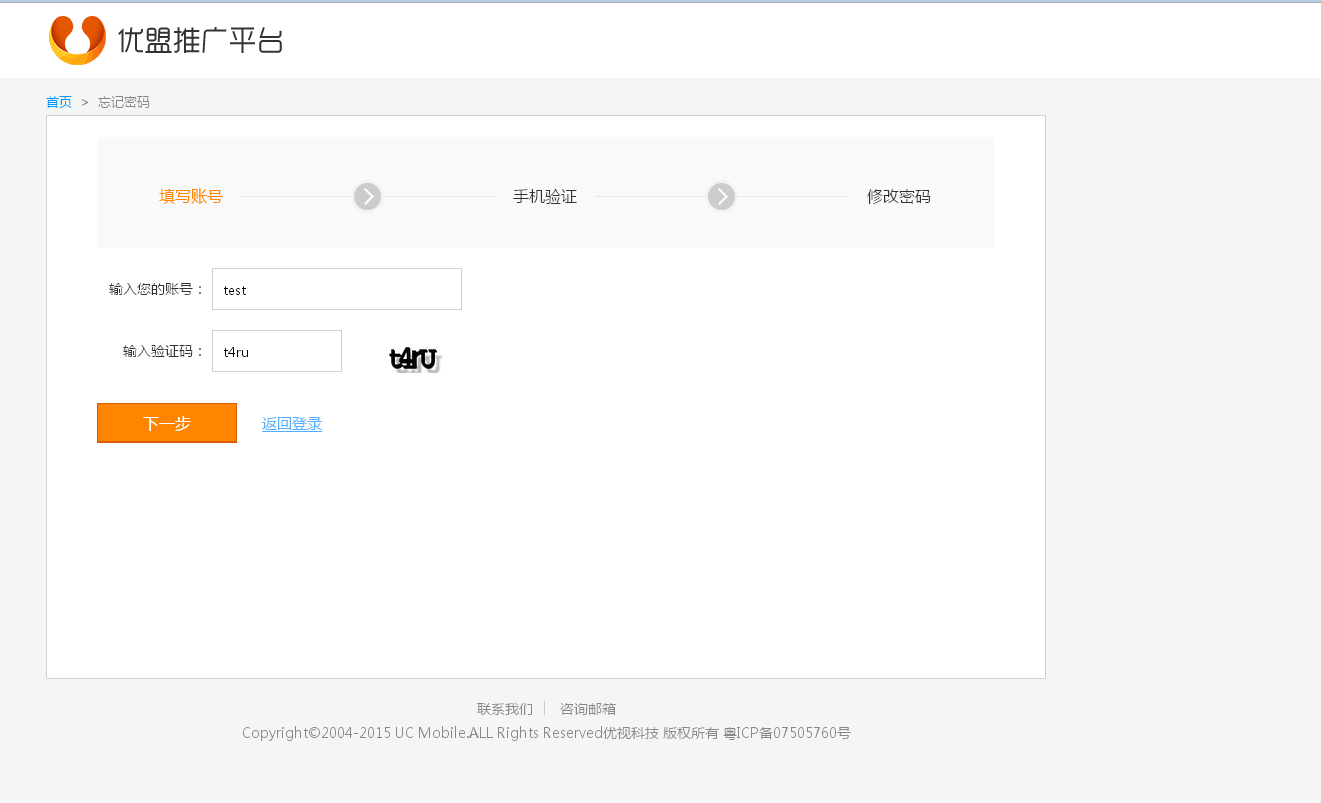 优盟推广平台
首页 > 忘记密码
填写账号 手机验证 修改密码
输入您的账号： test
输入验证码： t4ru t4ru
下一步 返回登录
联系我们 咨询邮箱
Copyright©2004-2015 UC Mobile.ALL Rights Reserved优视科技 版权所有 粤ICP备07505760号